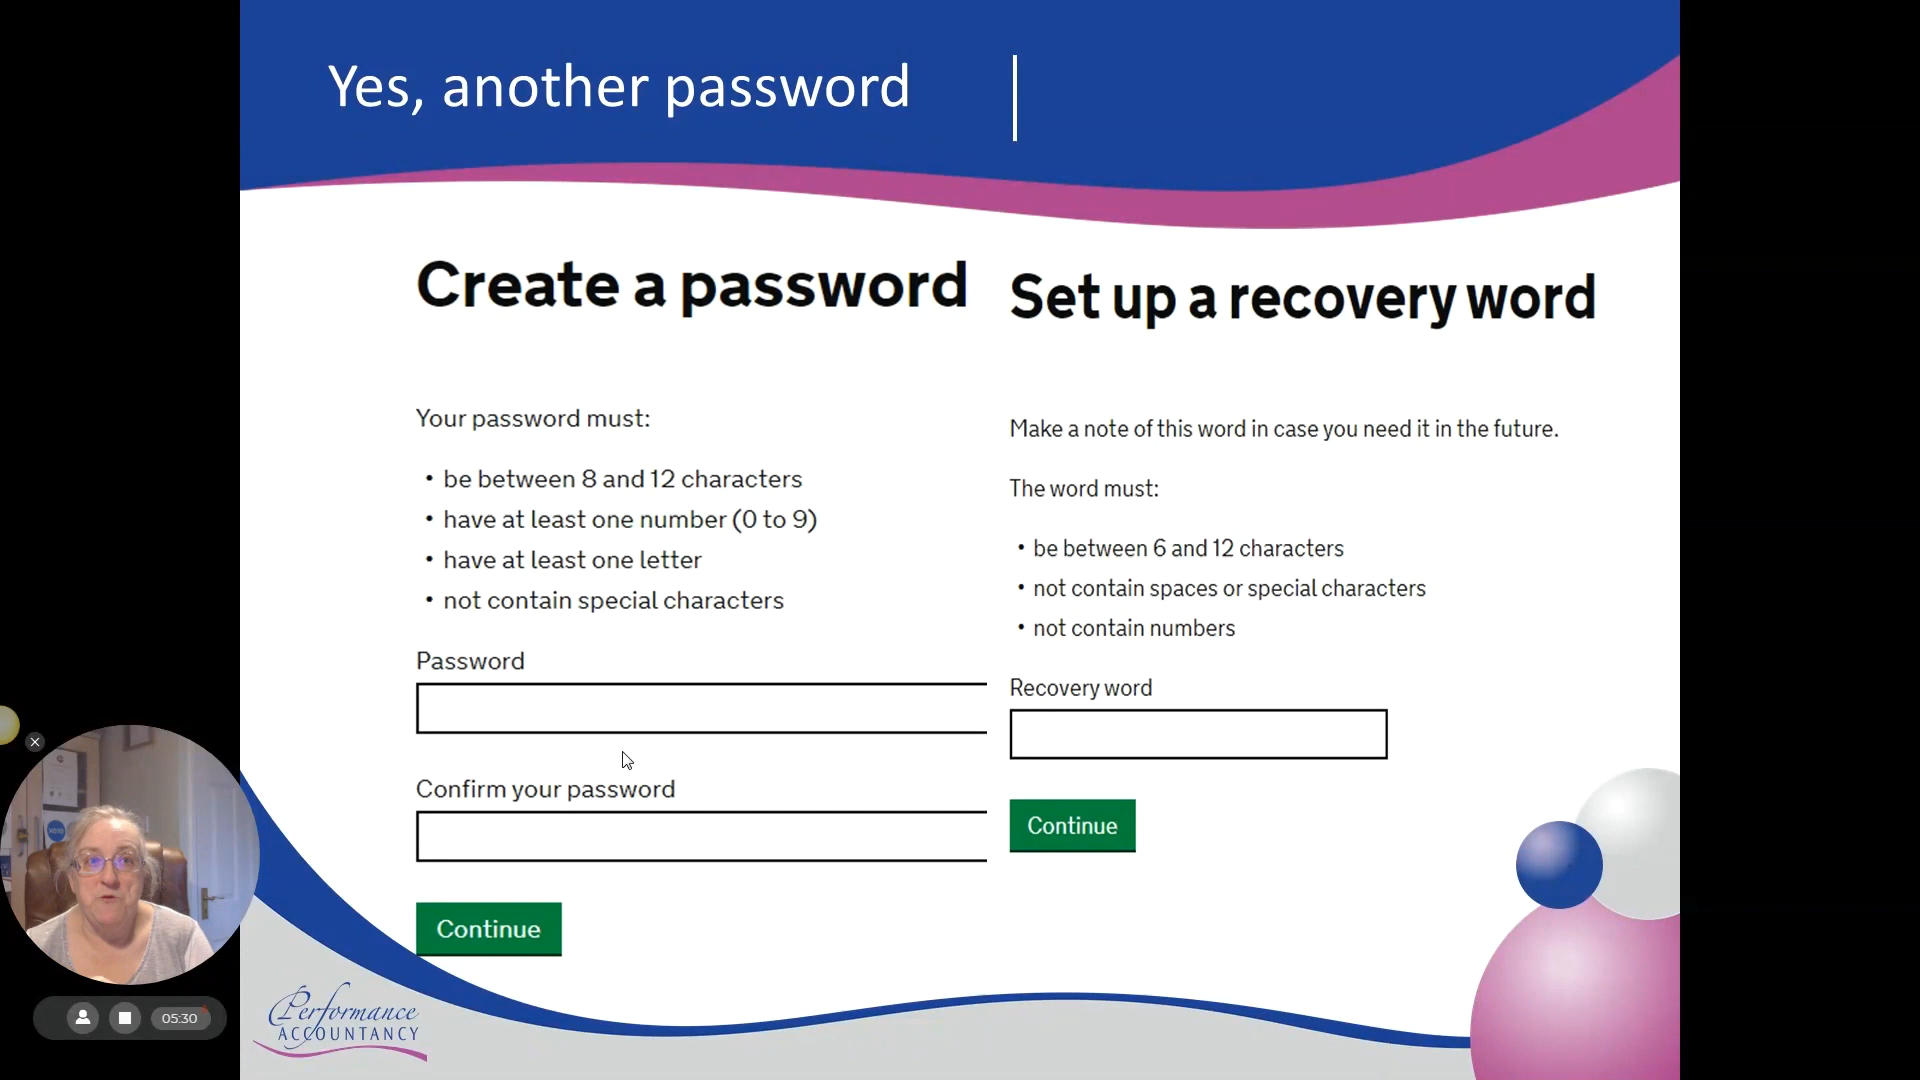 Yes, another password
Create a password
Your password must:
• be between 8 and 12 characters
• have at least one number (0 to 9)
• have at least one letter
• not contain special characters
Password
Confirm your password
Continue
Set up a recovery word
Make a note of this word in case you need it in the future.
The word must:
• be between 6 and 12 characters
• not contain spaces or special characters
• not contain numbers
Recovery word
Continue
05:30
Performance
ACCOUNTANCY